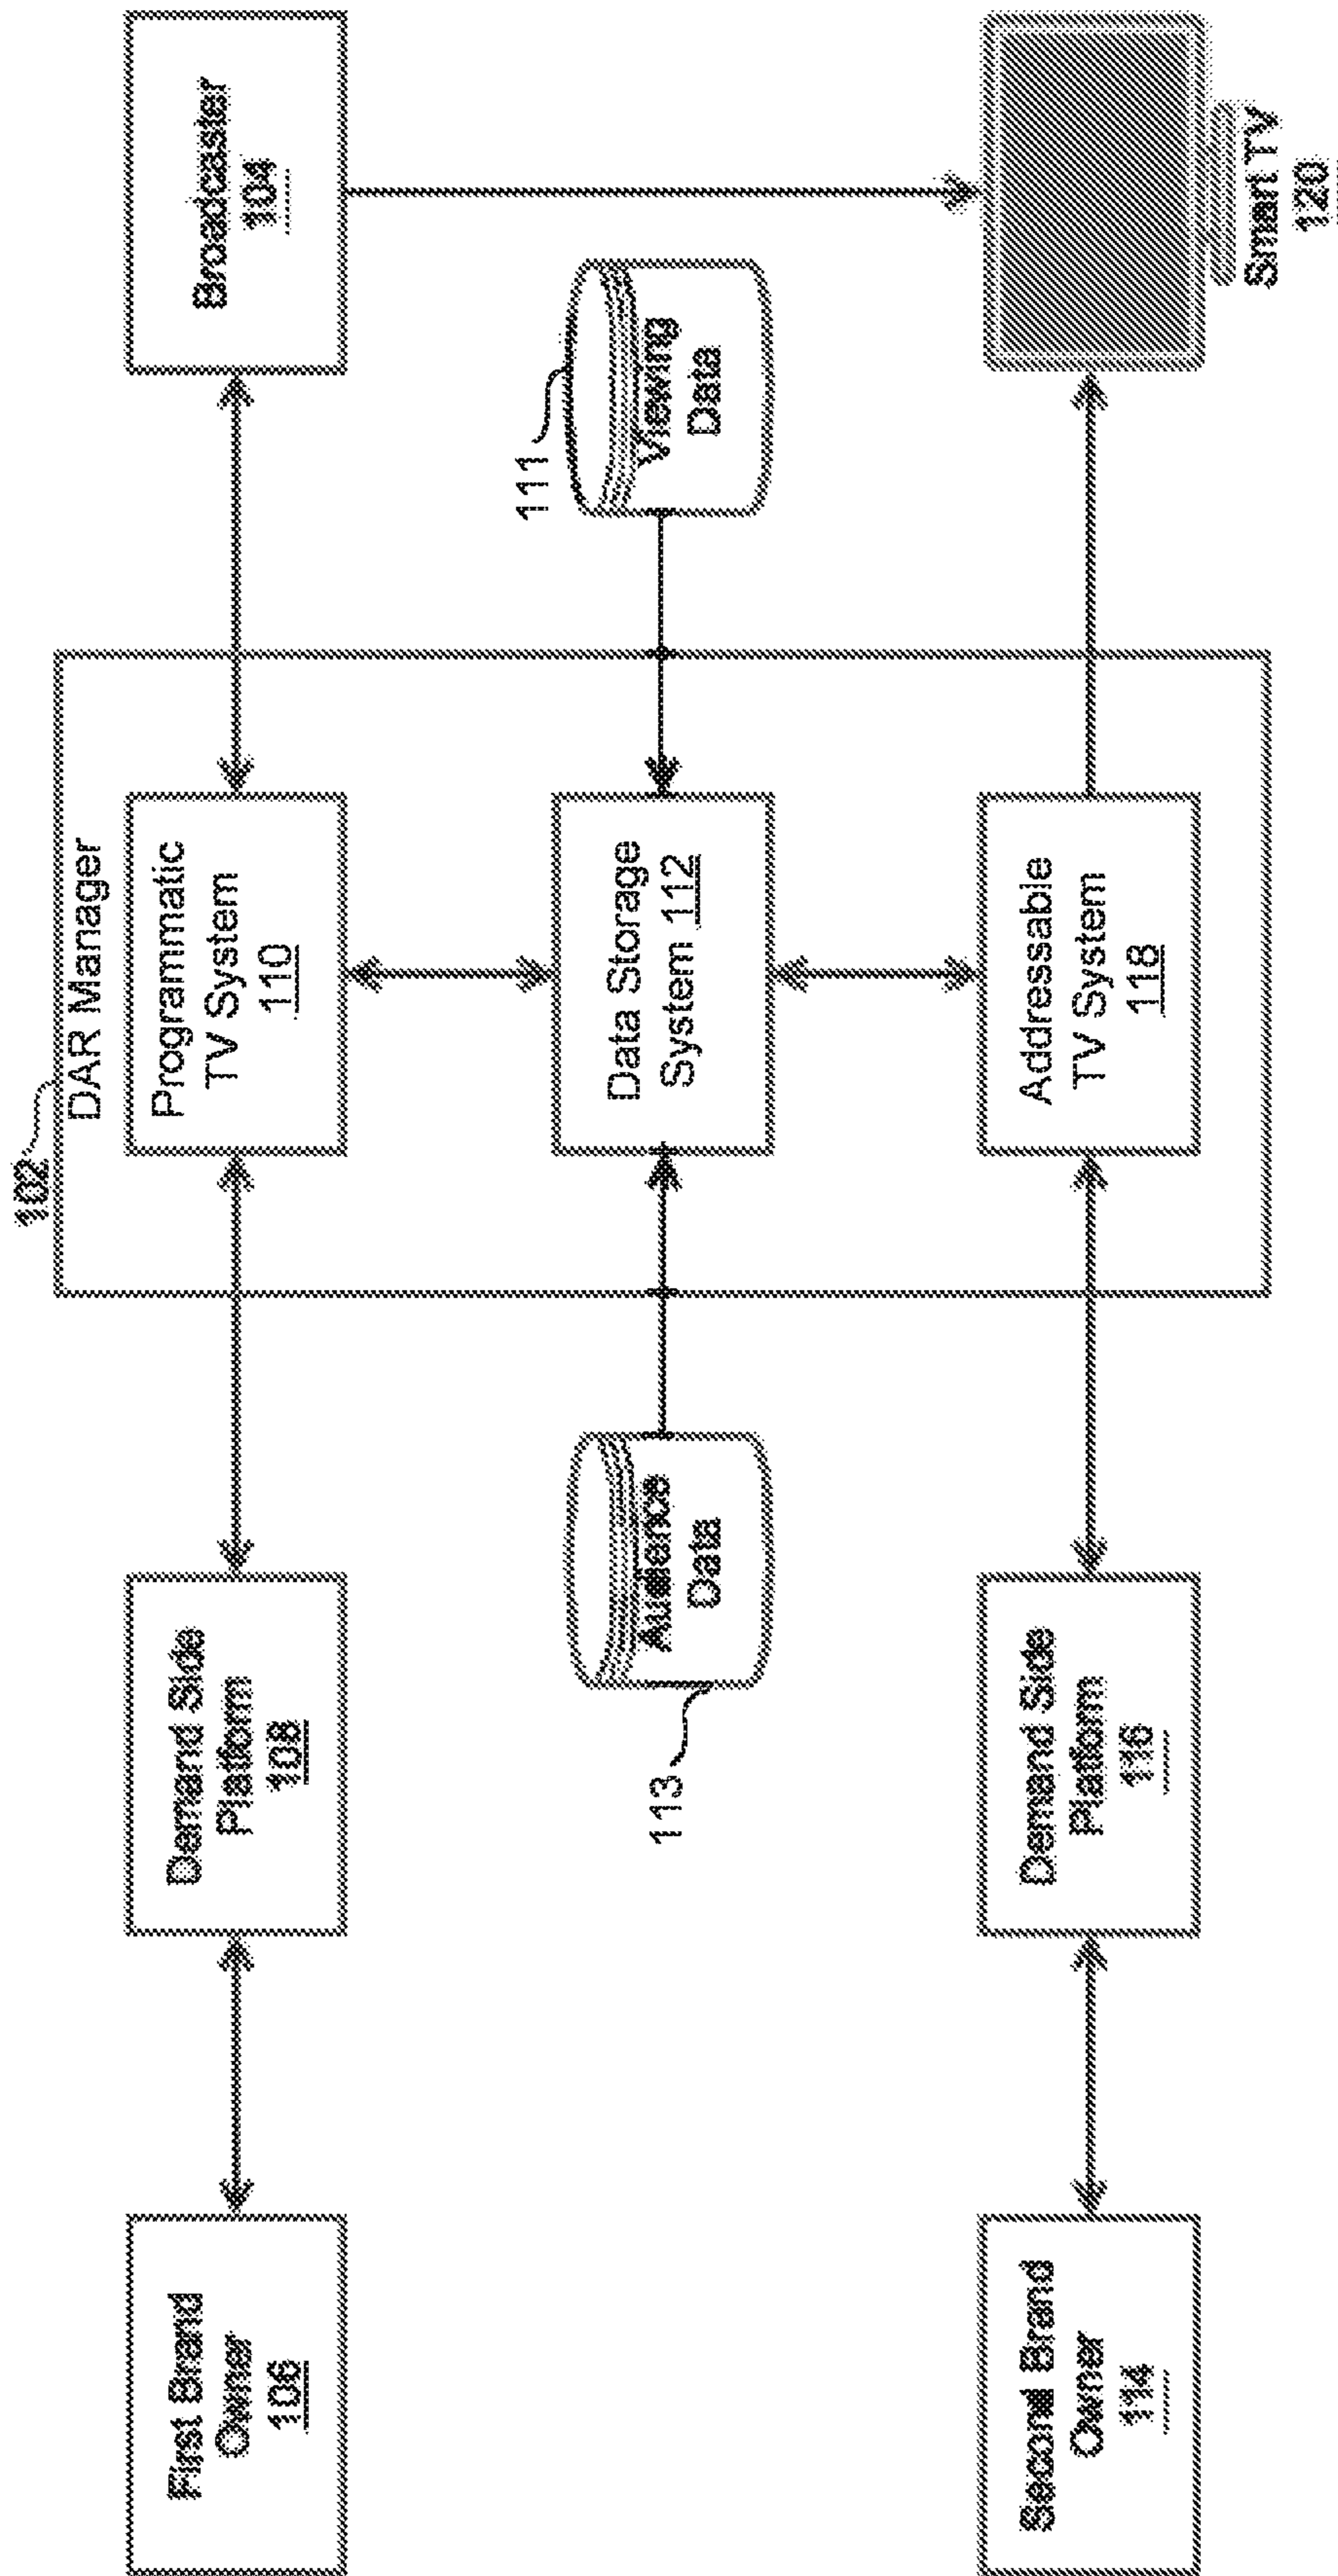 102
DAR Manager
First Brand
Owner
106
Demand Side
Platform
108
Programmatic
TV System
110
Broadcaster
104
113
Audience
Data
Data Storage
System 112
111
Viewing
Data
Second Brand
Owner
114
Demand Side
Platform
116
Addressable
TV System
118
Smart TV
120